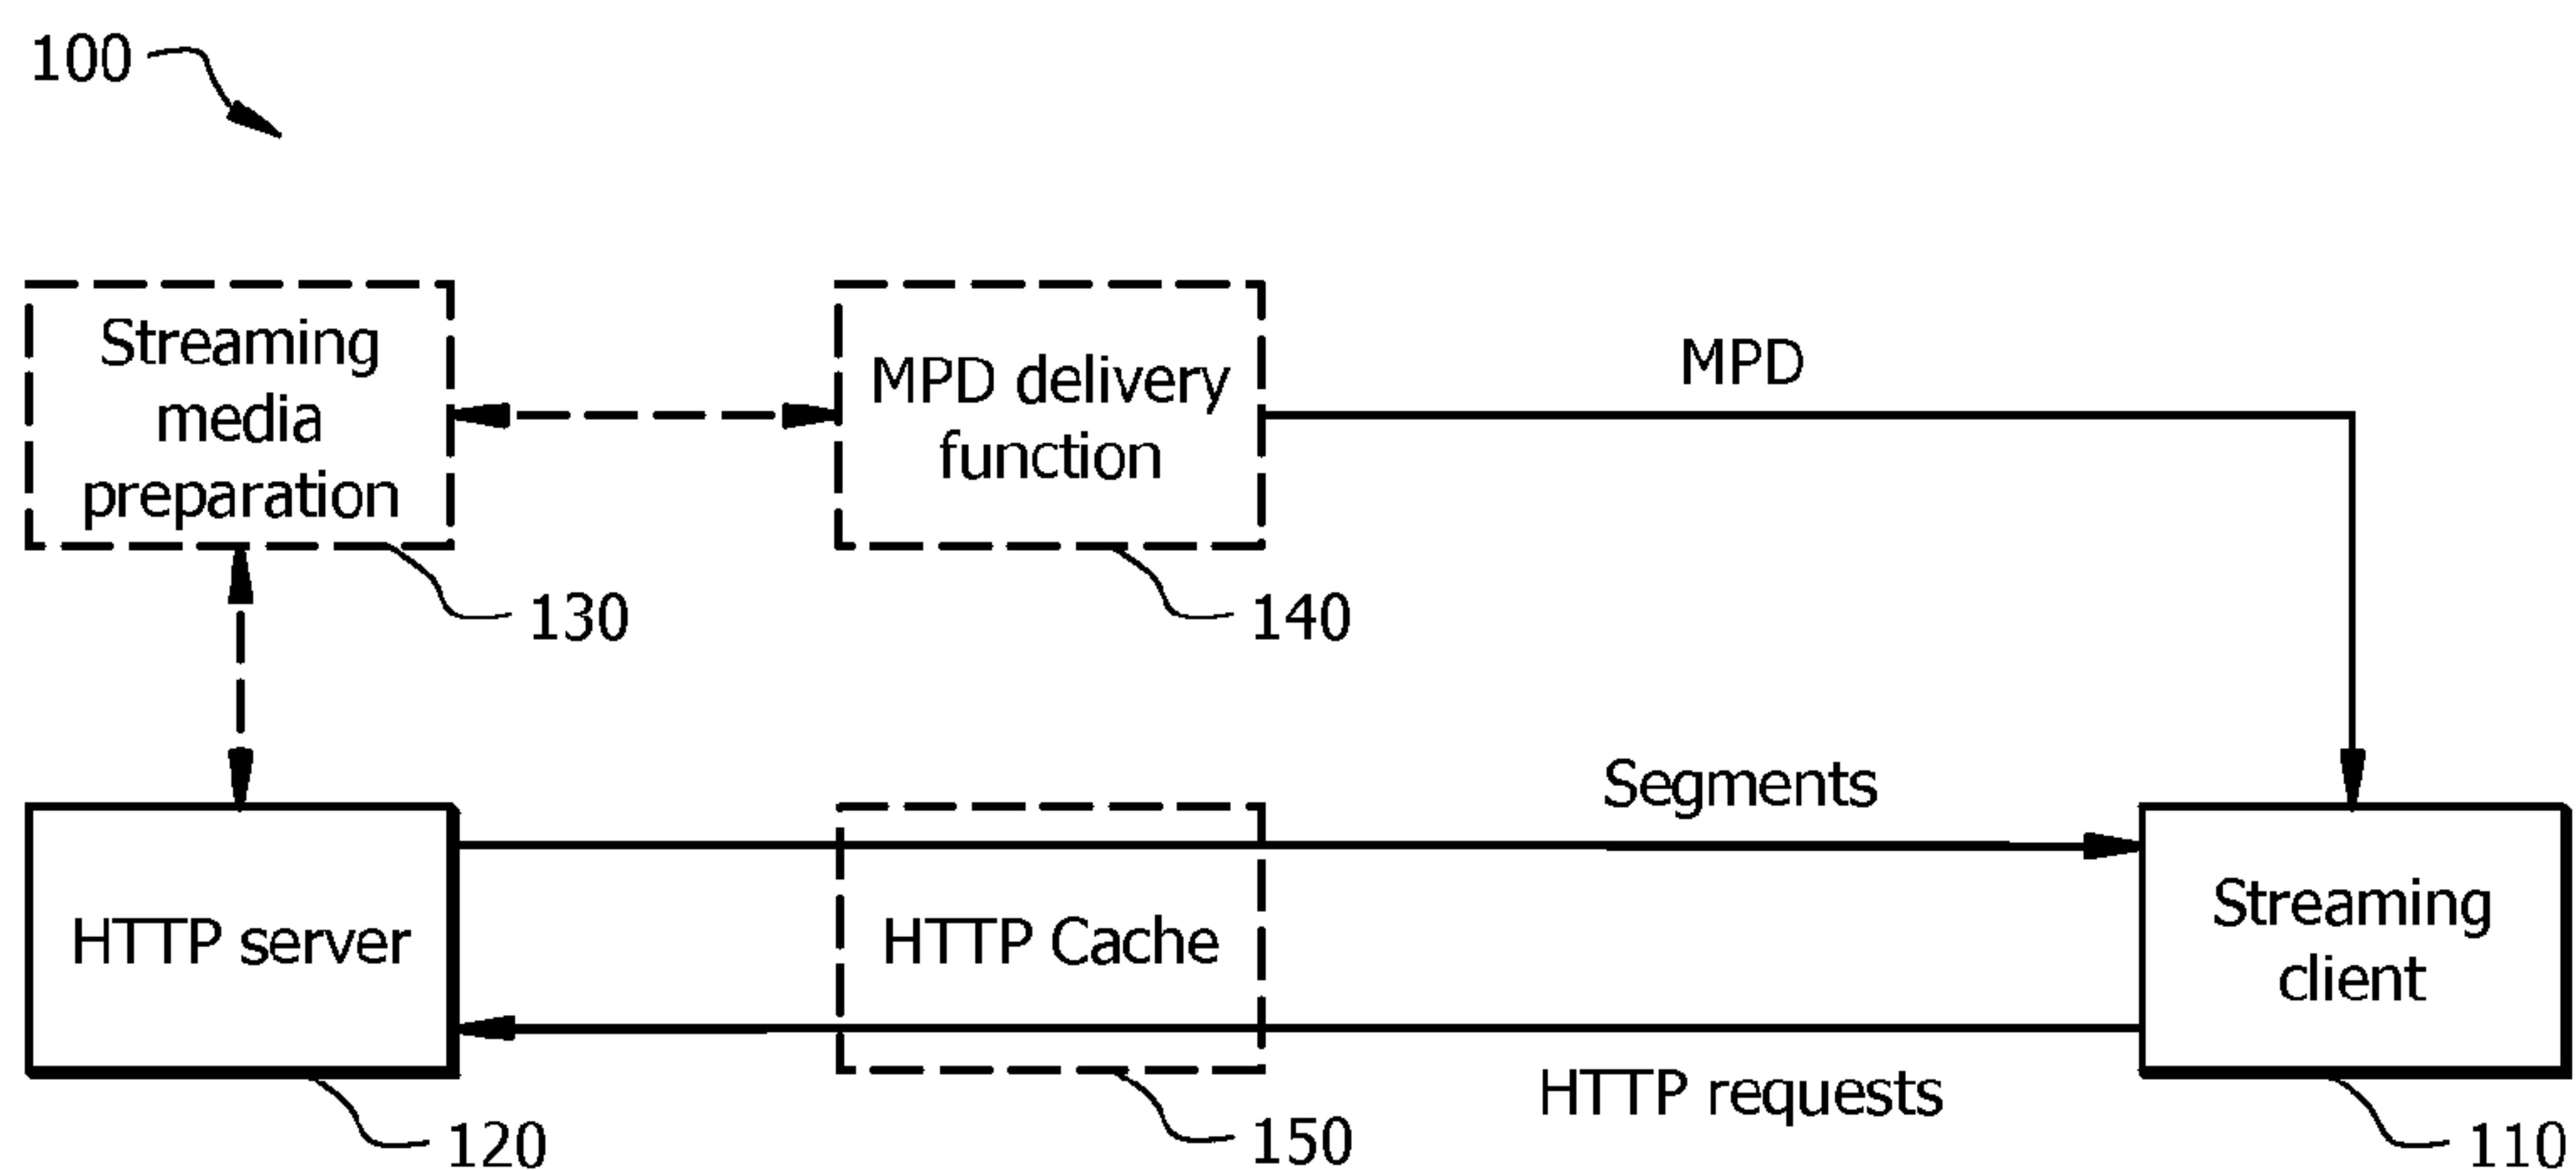 100
Streaming
media
preparation
130
MPD delivery
function
140
MPD
HTTP server
120
HTTP Cache
150
Segments
HTTP requests
Streaming
client
110